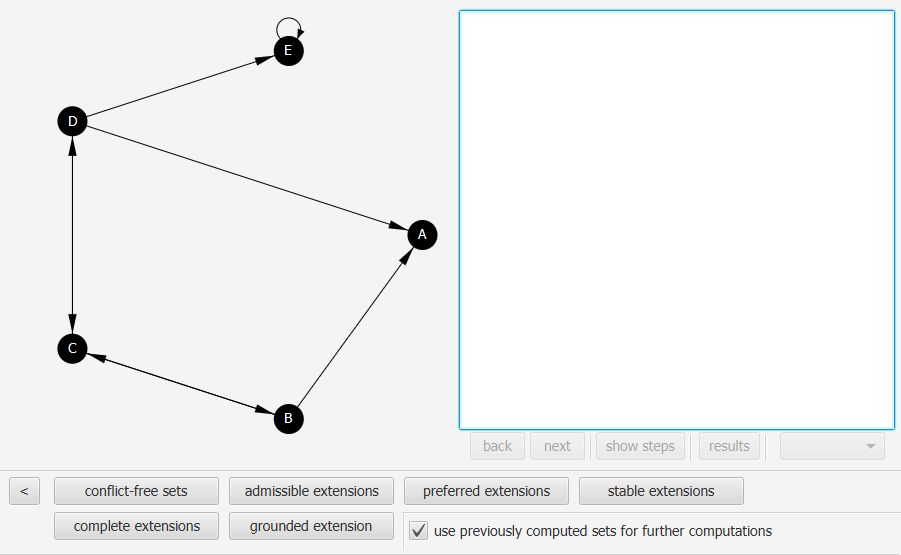 E
D
A
C
B
back next show steps results
< conflict-free sets admissible extensions preferred extensions stable extensions
complete extensions grounded extension use previously computed sets for further computations